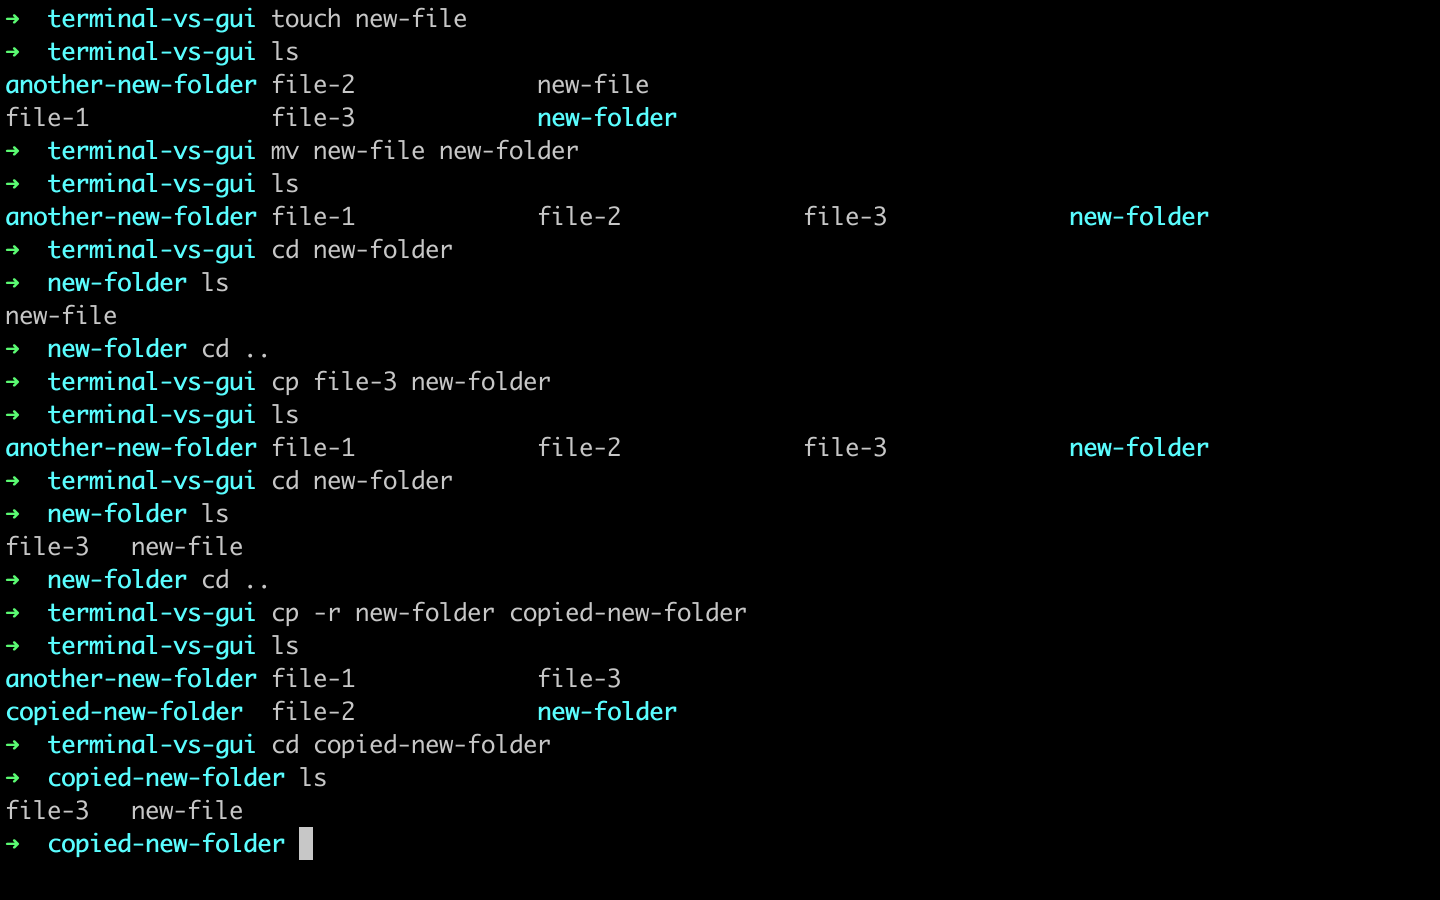 ➜  terminal-vs-gui touch new-file
➜  terminal-vs-gui ls
another-new-folder file-2             new-file
file-1             file-3             new-folder
➜  terminal-vs-gui mv new-file new-folder
➜  terminal-vs-gui ls
another-new-folder file-1             file-2             file-3             new-folder
➜  terminal-vs-gui cd new-folder
➜  new-folder ls
new-file
➜  new-folder cd ..
➜  terminal-vs-gui cp file-3 new-folder
➜  terminal-vs-gui ls
another-new-folder file-1             file-2             file-3             new-folder
➜  terminal-vs-gui cd new-folder
➜  new-folder ls
file-3   new-file
➜  new-folder cd ..
➜  terminal-vs-gui cp -r new-folder copied-new-folder
➜  terminal-vs-gui ls
another-new-folder file-1             file-3
copied-new-folder  file-2             new-folder
➜  terminal-vs-gui cd copied-new-folder
➜  copied-new-folder ls
file-3   new-file
➜  copied-new-folder